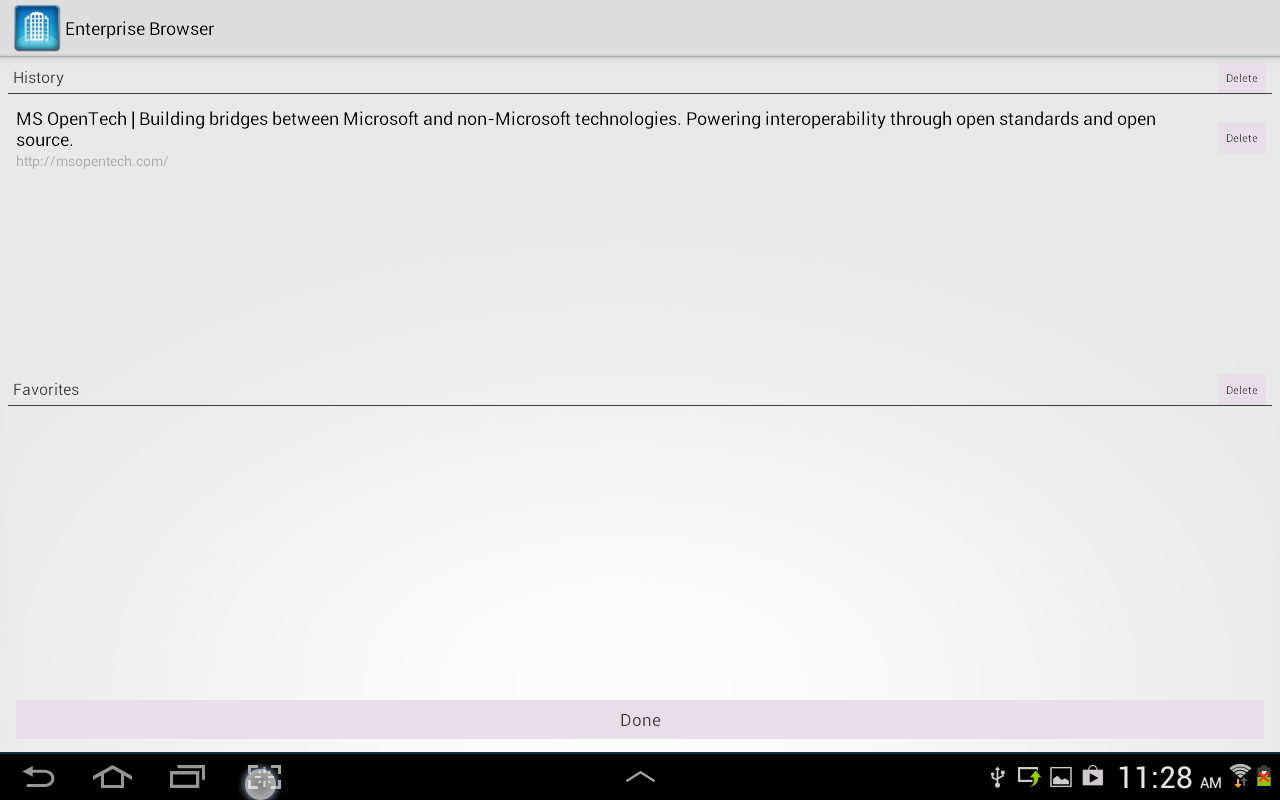 Enterprise Browser
History
Delete
MS OpenTech | Building bridges between Microsoft and non-Microsoft technologies. Powering interoperability through open standards and open
source.
http://msopentech.com/
Delete
Favorites
Delete
Done
11:28 AM